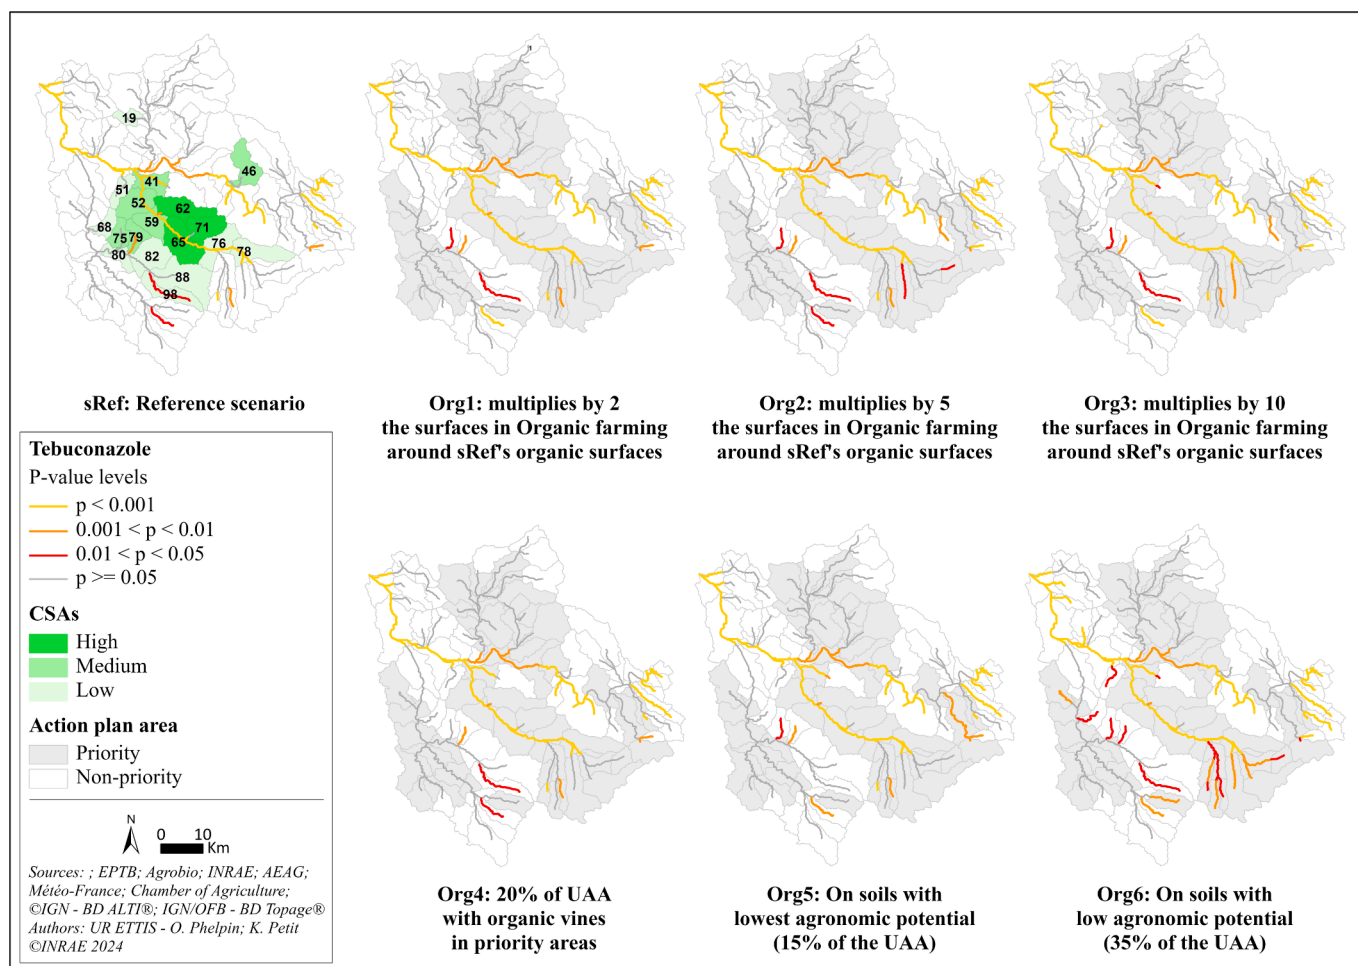 19
46
41
51
52
62
59
71
68
75
79
65
76
78
80
82
88
98
sRef: Reference scenario
Org1: multiplies by 2
the surfaces in Organic farming
around sRef's organic surfaces
Org2: multiplies by 5
the surfaces in Organic farming
around sRef's organic surfaces
Org3: multiplies by 10
the surfaces in Organic farming
around sRef's organic surfaces
Tebuconazole
P-value levels
p < 0.001
0.001 < p < 0.01
0.01 < p < 0.05
p >= 0.05
CSAs
High
Medium
Low
Action plan area
Priority
Non-priority
N
0 10
Km
Sources: ; EPTB; Agrobio; INRAE; AEAG;
Météo-France; Chamber of Agriculture;
©IGN - BD ALTI®; IGN/OFB - BD Topage®
Authors: UR ETTIS - O. Phelpin; K. Petit
©INRAE 2024
Org4: 20% of UAA
with organic vines
in priority areas
Org5: On soils with
lowest agronomic potential
(15% of the UAA)
Org6: On soils with
low agronomic potential
(35% of the UAA)